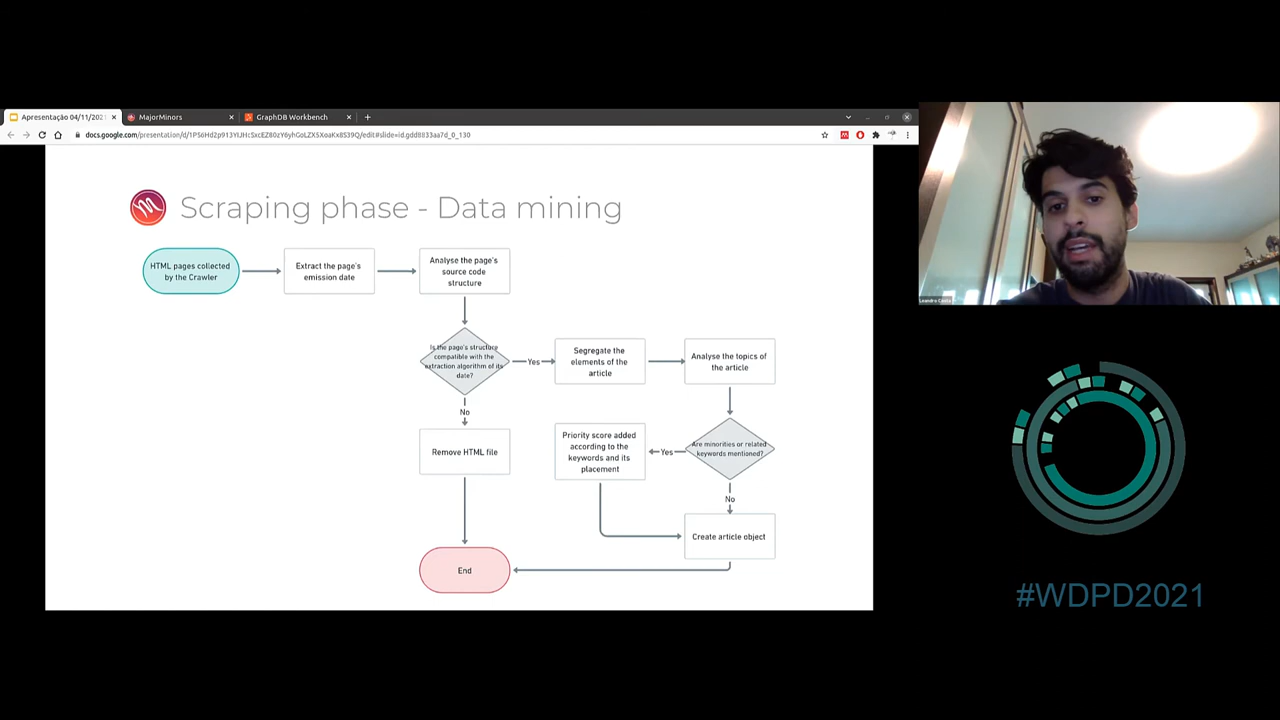 Apresentação 04/11/2021
MajorMinors
GraphDB Workbench
Scraping phase - Data mining
HTML pages collected
by the Crawler
Extract the page's
emission date
Analyse the page's
source code
structure
Is the page's structure
compatible with the
extraction algorithm of its
date?
Yes
Segregate the
elements of the
article
Analyse the topics of
the article
No
Remove HTML file
Are minorities or related
keywords mentioned?
Yes
Priority score added
according to the
keywords and its
placement
No
Create article object
End
Leandro Costa
#WDPD2021